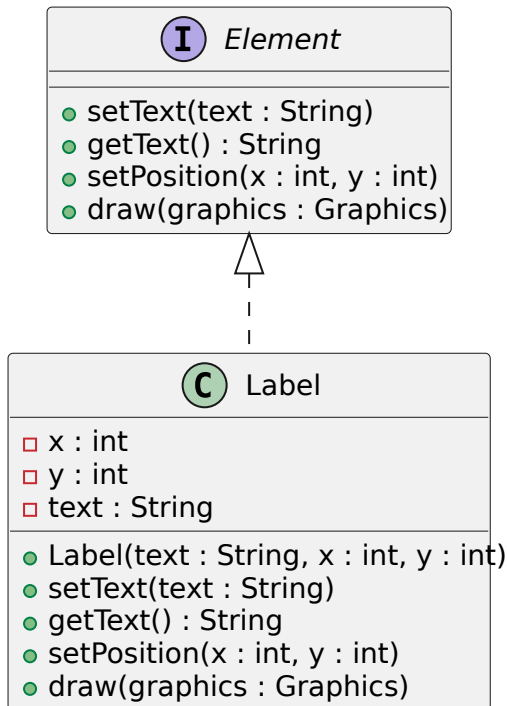 I Element
setText(text : String)
getText() : String
setPosition(x : int, y : int)
draw(graphics : Graphics)
C Label
x : int
y : int
text : String
Label(text : String, x : int, y : int)
setText(text : String)
getText() : String
setPosition(x : int, y : int)
draw(graphics : Graphics)